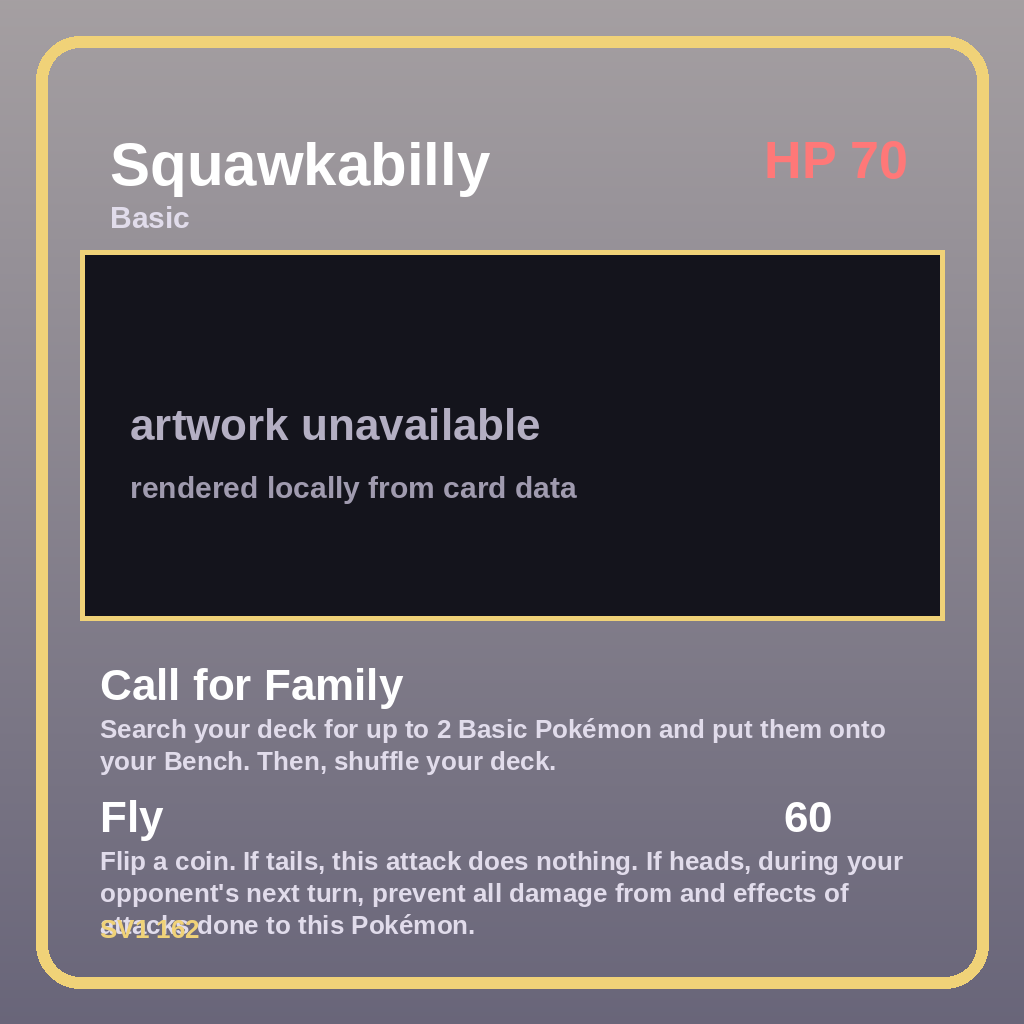 Squawkabilly
HP 70
Basic
artwork unavailable
rendered locally from card data
Call for Family
Search your deck for up to 2 Basic Pokémon and put them onto
your Bench. Then, shuffle your deck.
Fly 60
Flip a coin. If tails, this attack does nothing. If heads, during your
opponent's next turn, prevent all damage from and effects of
attacks done to this Pokémon.
SV1 162